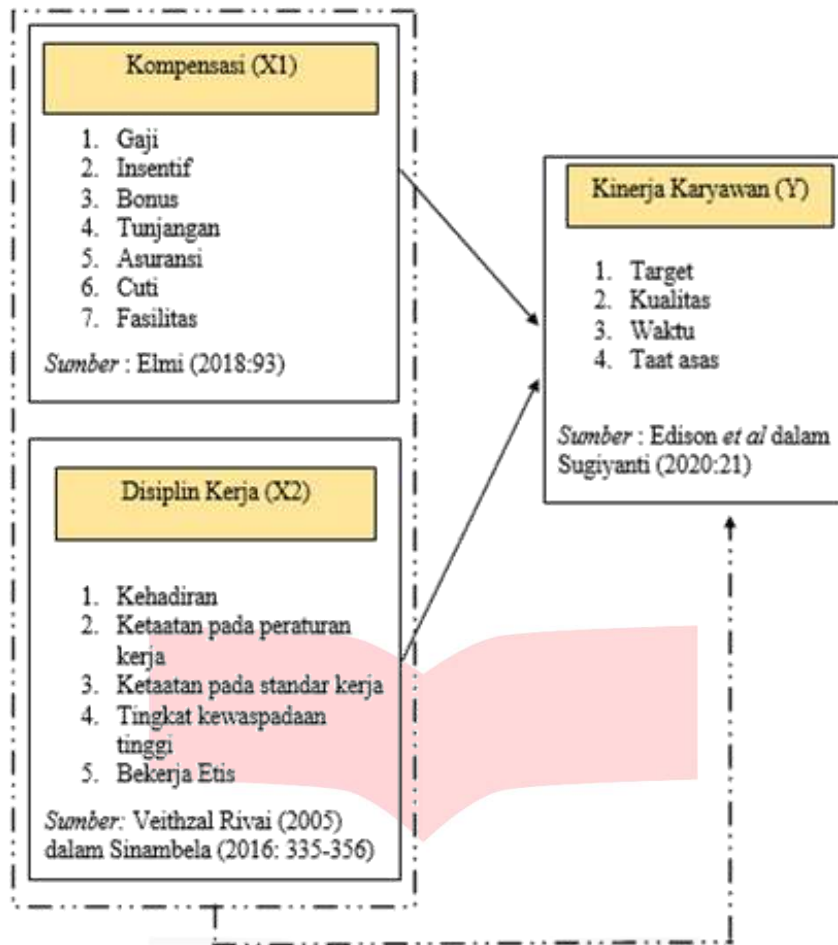 Kompensasi (X1)
1. Gaji
2. Insentif
3. Bonus
4. Tunjangan
5. Asuransi
6. Cuti
7. Fasilitas
Sumber : Elmi (2018:93)
Disiplin Kerja (X2)
1. Kehadiran
2. Ketaatan pada peraturan
kerja
3. Ketaatan pada standar kerja
4. Tingkat kewaspadaan
tinggi
5. Bekerja Etis
Sumber: Veithzal Rivai (2005)
dalam Sinambela (2016: 335-356)
Kinerja Karyawan (Y)
1. Target
2. Kualitas
3. Waktu
4. Taat asas
Sumber : Edison et al dalam
Sugiyanti (2020:21)